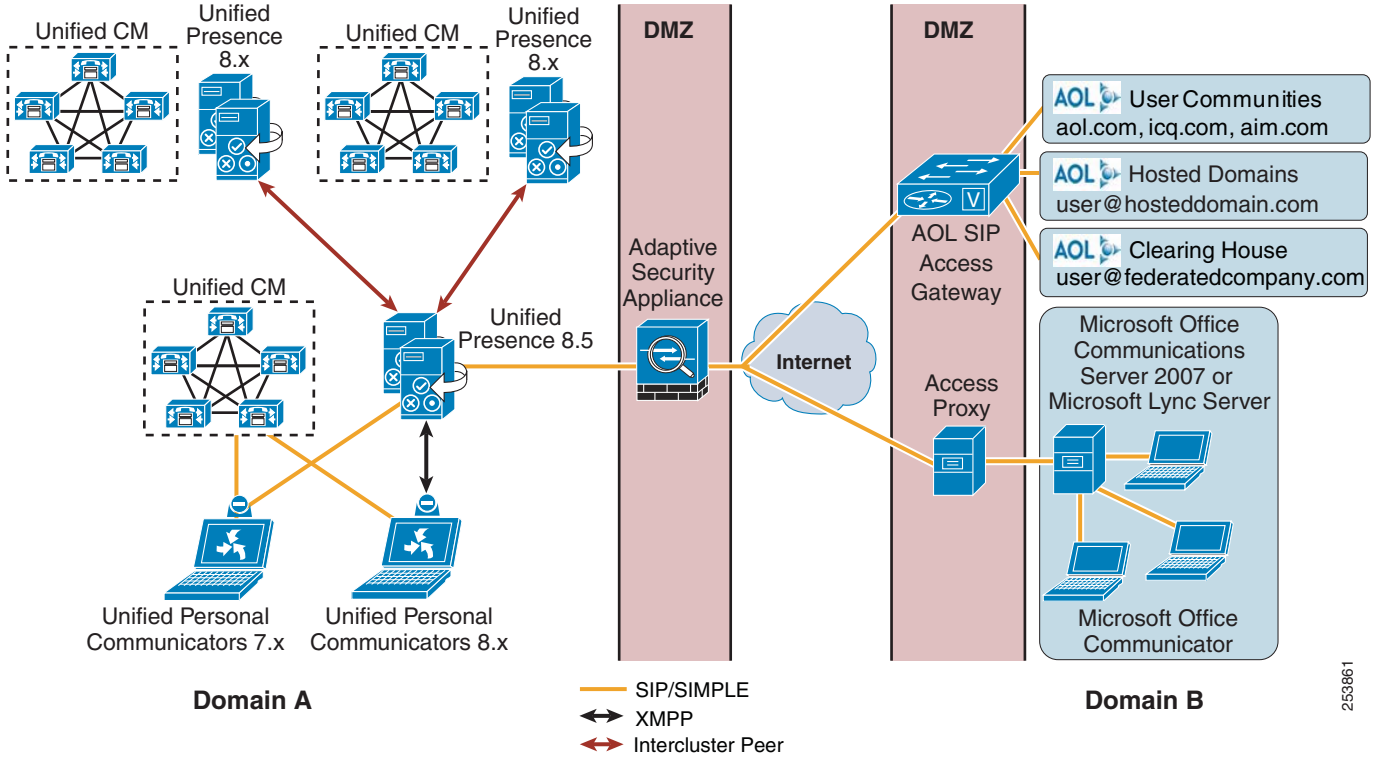 Unified CM
Unified
Presence
8.x
Unified CM
Unified
Presence
8.x
DMZ
DMZ
AOL User Communities
aol.com, icq.com, aim.com
AOL Hosted Domains
user@hosteddomain.com
AOL Clearing House
user@federatedcompany.com
V
AOL SIP
Access
Gateway
Adaptive
Security
Appliance
Unified CM
Unified
Presence 8.5
Internet
Access
Proxy
Microsoft Office
Communications
Server 2007 or
Microsoft Lync Server
Unified Personal
Communicators 7.x
Unified Personal
Communicators 8.x
Microsoft Office
Communicator
Domain A
SIP/SIMPLE
XMPP
Intercluster Peer
Domain B
253861